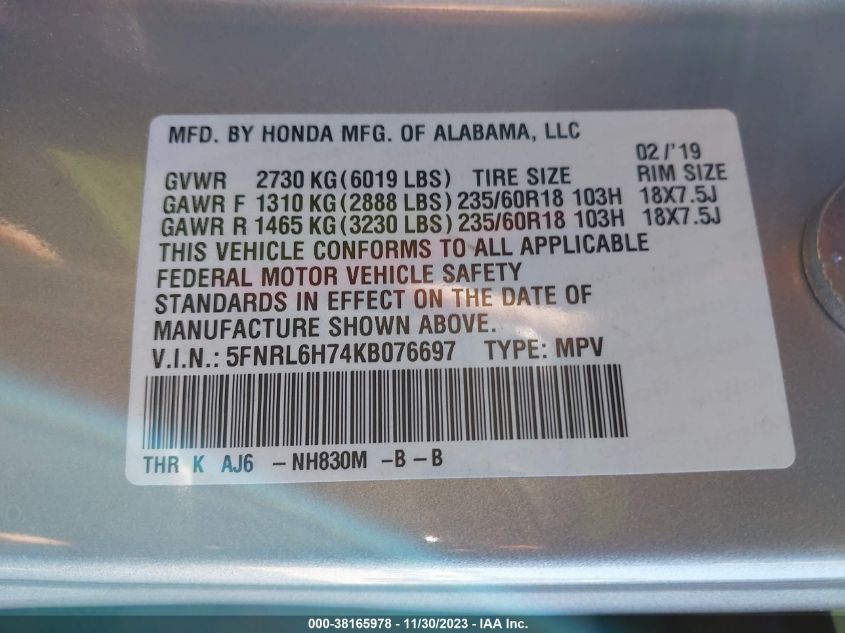 MFD. BY HONDA MFG. OF ALABAMA, LLC
02/'19
GVWR 2730 KG(6019 LBS) TIRE SIZE RIM SIZE
GAWR F 1310 KG(2888 LBS) 235/60R18 103H 18X7.5J
GAWR R 1465 KG(3230 LBS) 235/60R18 103H 18X7.5J
THIS VEHICLE CONFORMS TO ALL APPLICABLE
FEDERAL MOTOR VEHICLE SAFETY
STANDARDS IN EFFECT ON THE DATE OF
MANUFACTURE SHOWN ABOVE.
V.I.N.: 5FNRL6H74KB076697 TYPE: MPV
THR K AJ6 -NH830M -B-B
000-38165978 - 11/30/2023 - IAA Inc.